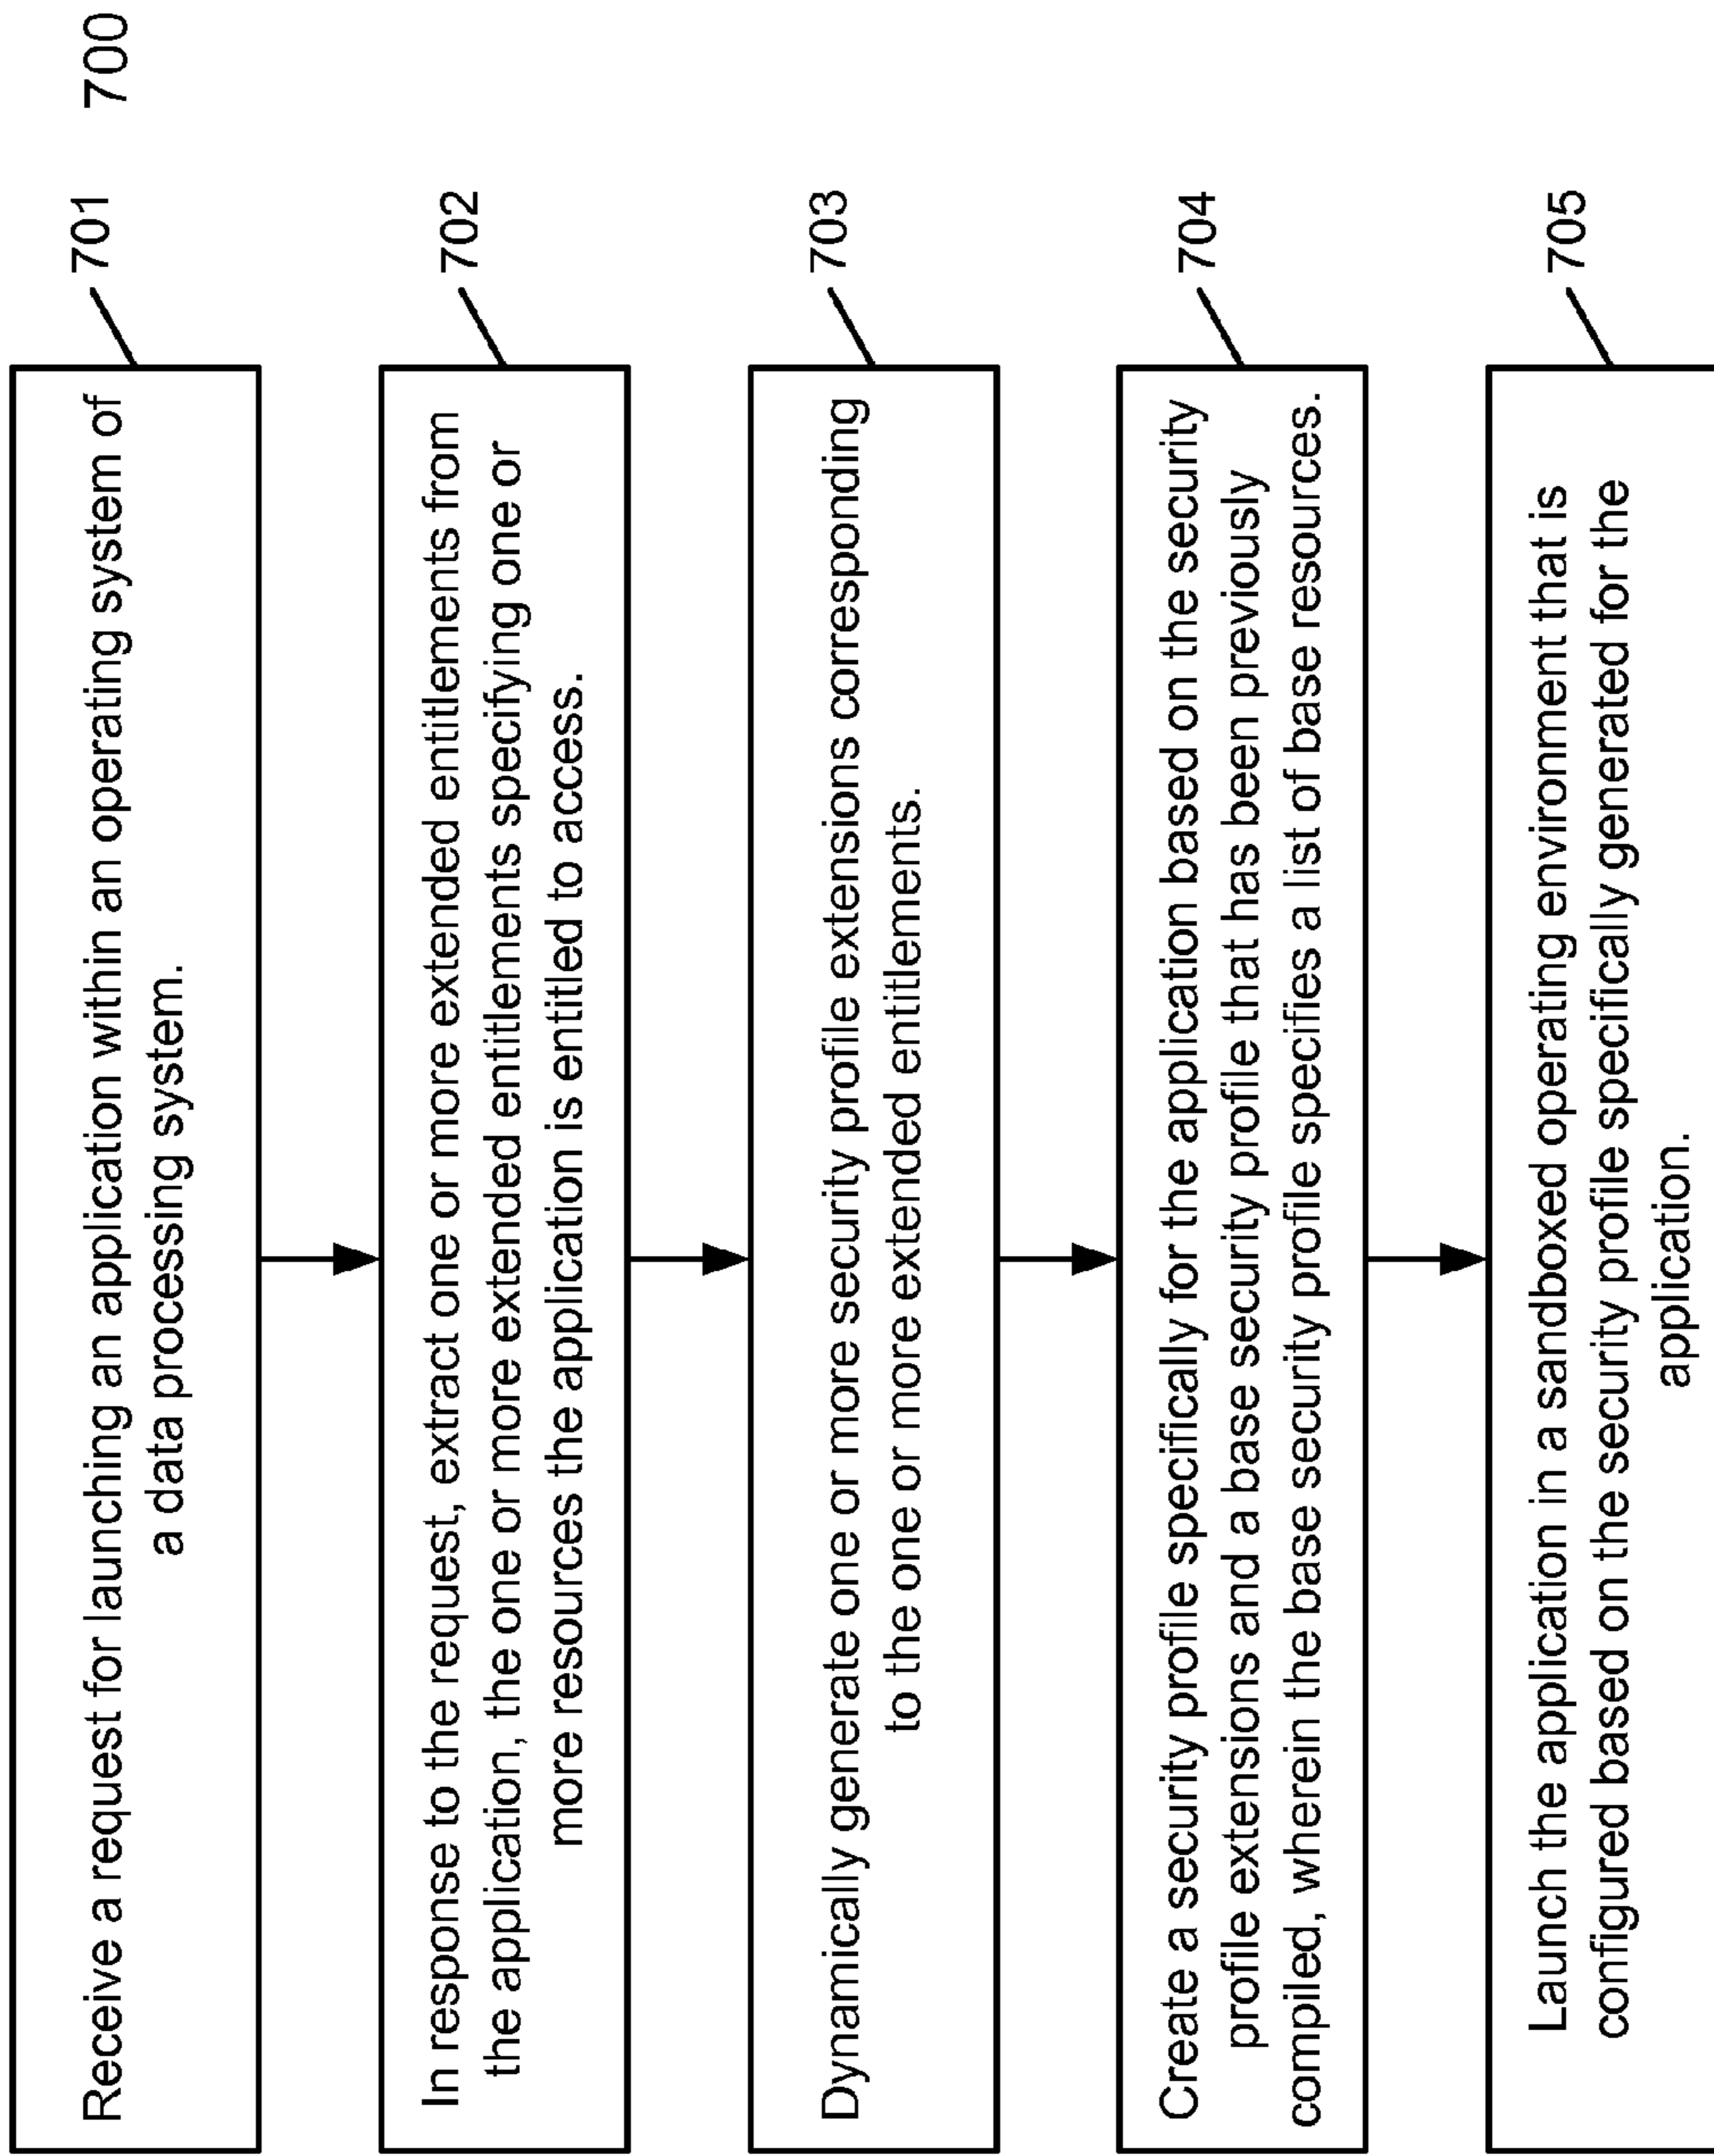 700
701
Receive a request for launching an application within an operating system of
a data processing system.
702
In response to the request, extract one or more extended entitlements from
the application, the one or more extended entitlements specifying one or
more resources the application is entitled to access.
703
Dynamically generate one or more security profile extensions corresponding
to the one or more extended entitlements.
704
Create a security profile specifically for the application based on the security
profile extensions and a base security profile that has been previously
compiled, wherein the base security profile specifies a list of base resources.
705
Launch the application in a sandboxed operating environment that is
configured based on the security profile specifically generated for the
application.